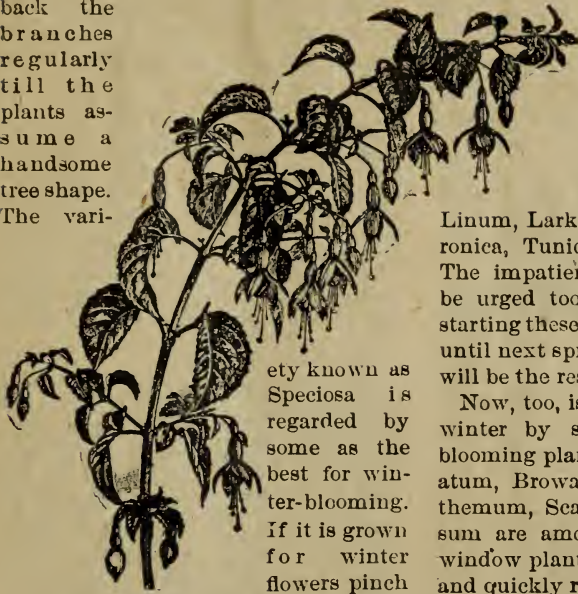 back the
branches
regularly
till the
plants as-
sume a
handsome
tree shape.
The vari-
ety known as
Speciosa is
regarded by
some as the
best for win-
ter-blooming.
If it is grown
for winter
flowers pinch
Linum, Lark
ronica, Tunic
The impatien
be urged too
starting these
until next spr
will be the res
Now, too, is
winter by s
blooming plan
atum, Browa
themum, Sca
sum are amo
window plant
and quickly r